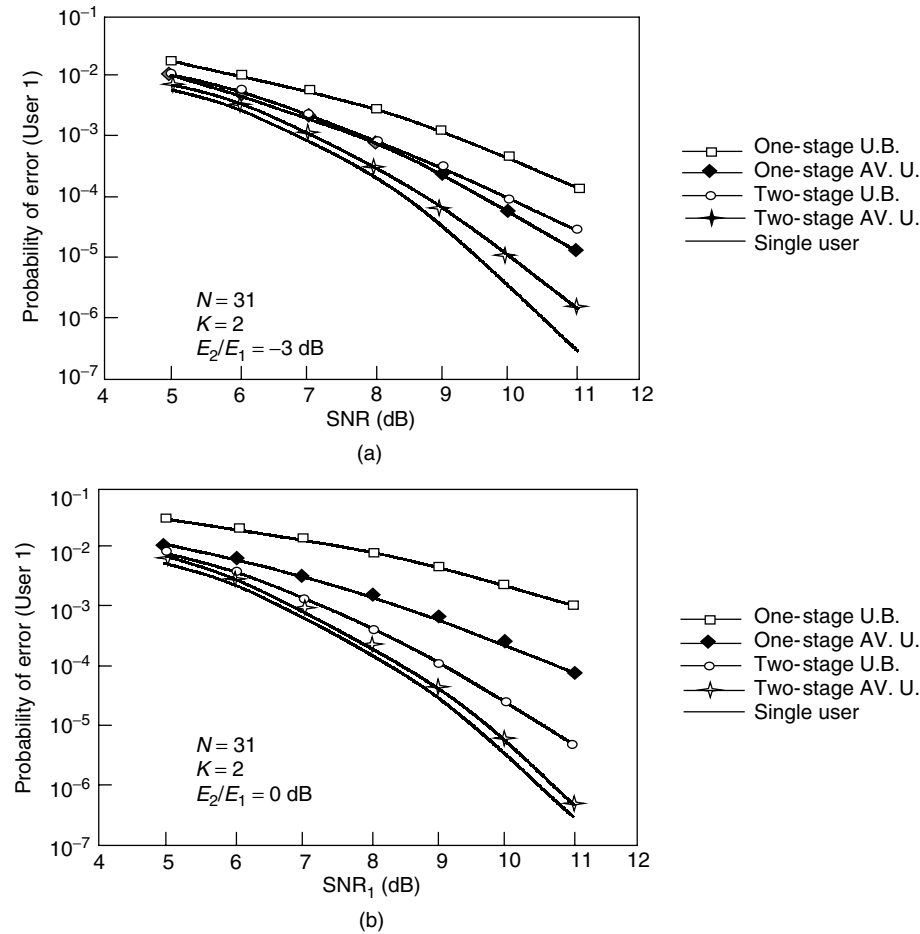 10⁻¹
10⁻²
10⁻³
10⁻⁴
10⁻⁵
10⁻⁶
10⁻⁷
Probability of error (User 1)
N = 31
K = 2
E₂/E₁ = −3 dB
4 5 6 7 8 9 10 11 12
SNR (dB)
One-stage U.B.
One-stage AV. U.
Two-stage U.B.
Two-stage AV. U.
Single user
(a)
10⁻¹
10⁻²
10⁻³
10⁻⁴
10⁻⁵
10⁻⁶
10⁻⁷
Probability of error (User 1)
N = 31
K = 2
E₂/E₁ = 0 dB
4 5 6 7 8 9 10 11 12
SNR₁ (dB)
One-stage U.B.
One-stage AV. U.
Two-stage U.B.
Two-stage AV. U.
Single user
(b)